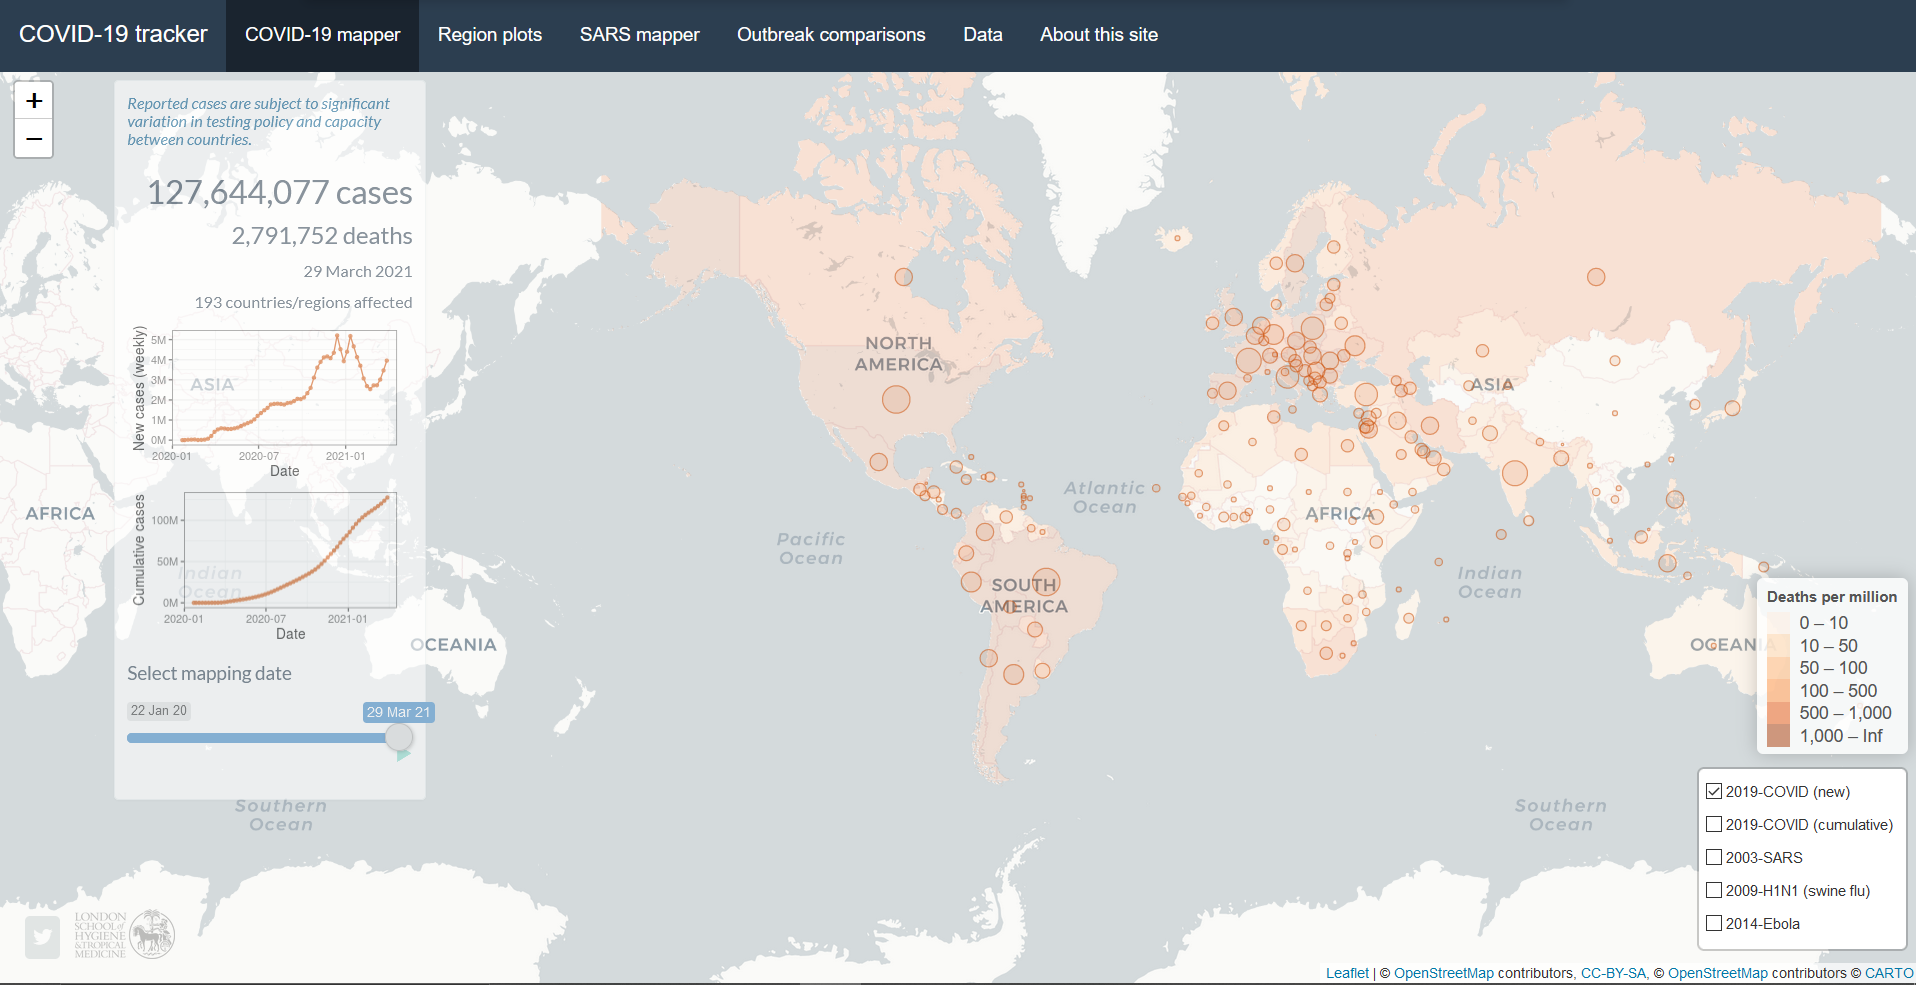 COVID-19 tracker
COVID-19 mapper
Region plots
SARS mapper
Outbreak comparisons
Data
About this site
+
−
Reported cases are subject to significant
variation in testing policy and capacity
between countries.
127,644,077 cases
2,791,752 deaths
29 March 2021
193 countries/regions affected
New cases (weekly)
5M
4M
3M
2M
1M
0M
2020-01
2020-07
2021-01
Date
Cumulative cases
100M
50M
0M
2020-01
2020-07
2021-01
Date
Select mapping date
22 Jan 20
29 Mar 21
ASIA
AFRICA
Indian
Ocean
OCEANIA
Southern
Ocean
NORTH
AMERICA
Pacific
Ocean
Atlantic
Ocean
SOUTH
AMERICA
AFRICA
ASIA
Indian
Ocean
OCEANIA
Southern
Ocean
Deaths per million
0 – 10
10 – 50
50 – 100
100 – 500
500 – 1,000
1,000 – Inf
2019-COVID (new)
2019-COVID (cumulative)
2003-SARS
2009-H1N1 (swine flu)
2014-Ebola
LONDON
SCHOOL of
HYGIENE
& TROPICAL
MEDICINE
Leaflet | © OpenStreetMap contributors, CC-BY-SA, © OpenStreetMap contributors © CARTO